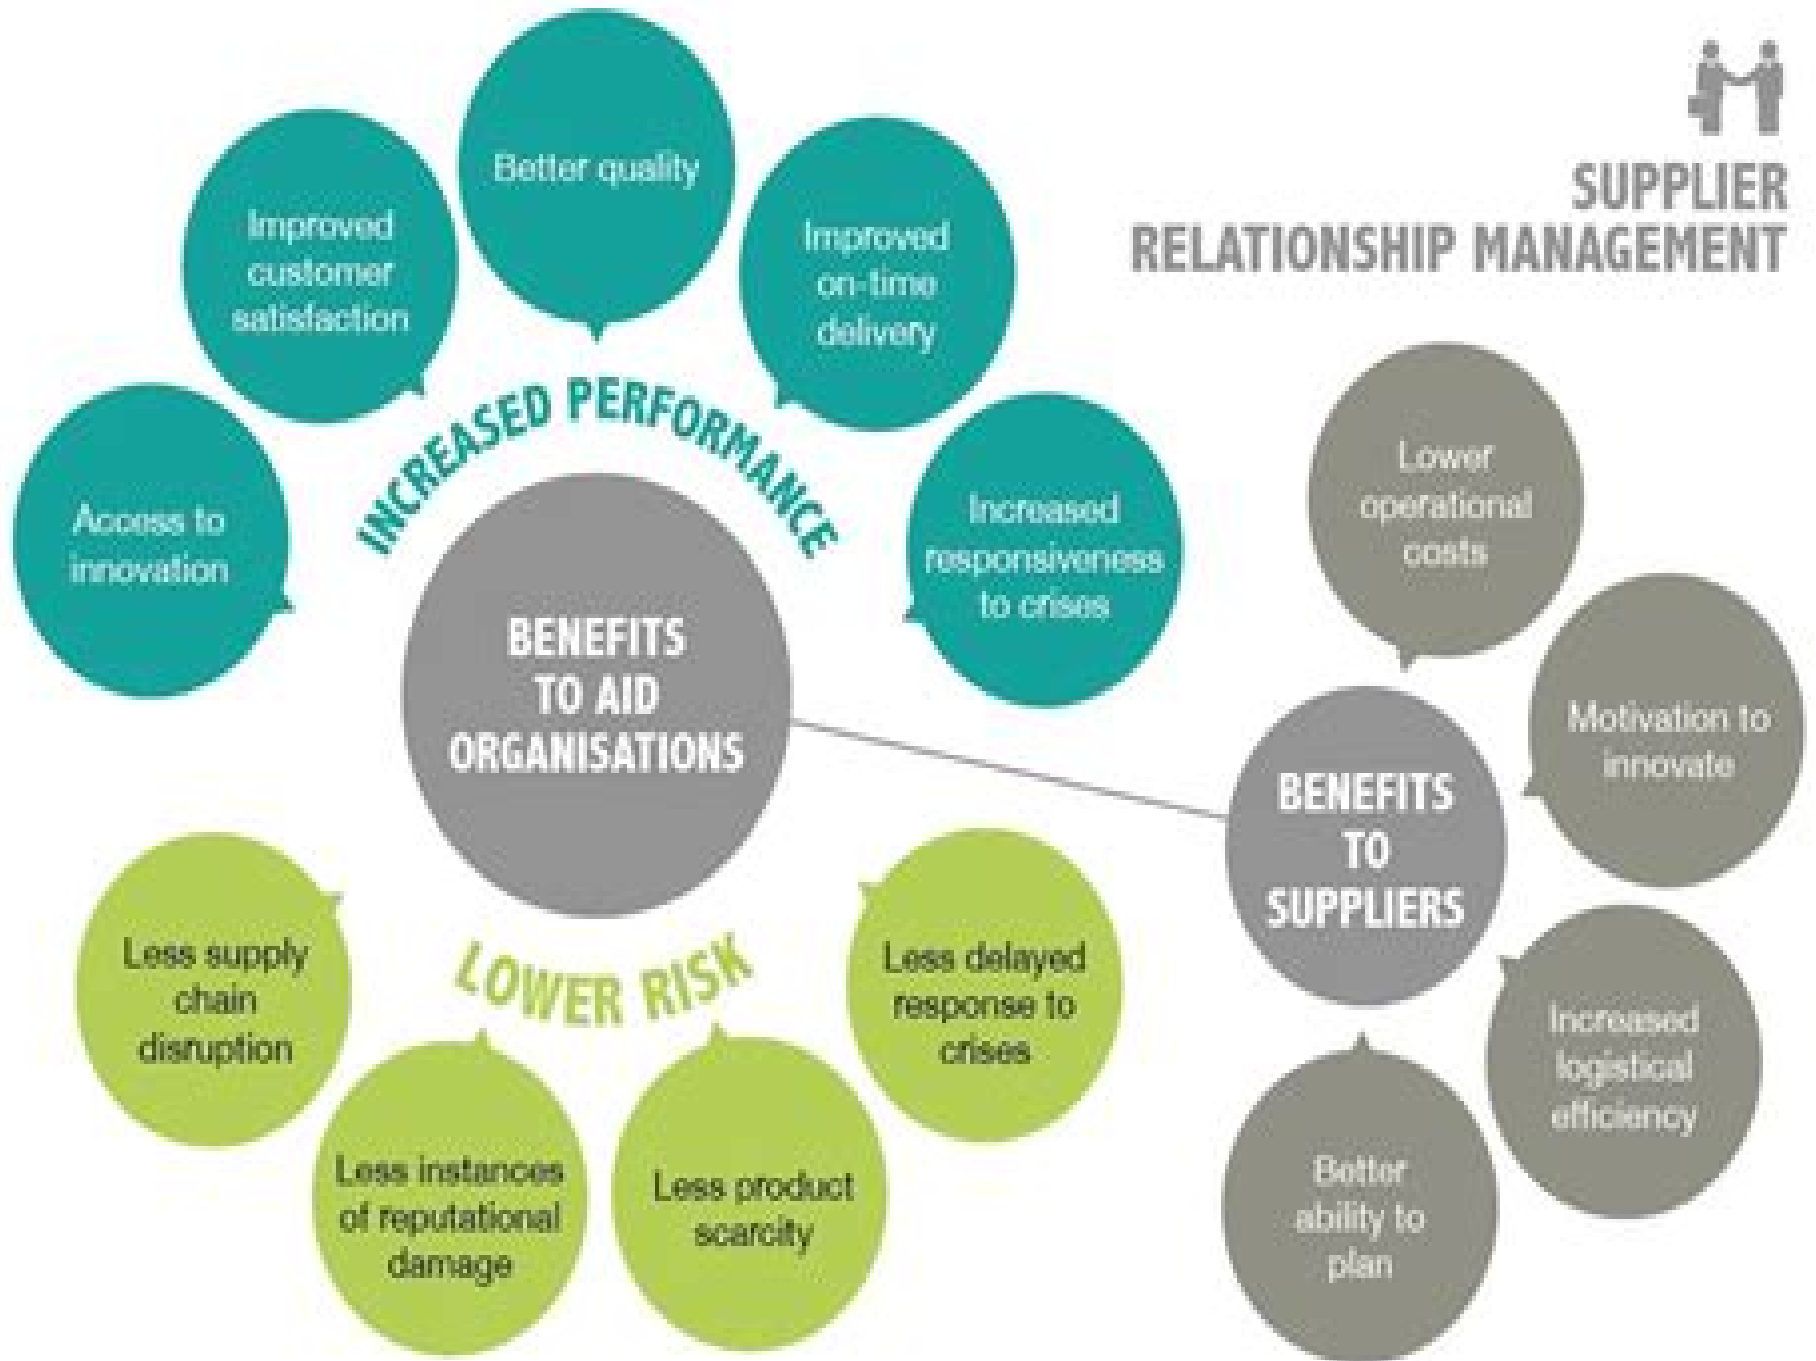 SUPPLIER
RELATIONSHIP MANAGEMENT
Better quality
Improved
customer
satisfaction
Improved
on-time
delivery
Access to
innovation
Increased
responsiveness
to crises
INCREASED PERFORMANCE
BENEFITS
TO AID
ORGANISATIONS
LOWER RISK
Less supply
chain
disruption
Less instances
of reputational
damage
Less product
scarcity
Less delayed
response to
crises
BENEFITS
TO
SUPPLIERS
Lower
operational
costs
Motivation to
innovate
Increased
logistical
efficiency
Better
ability to
plan